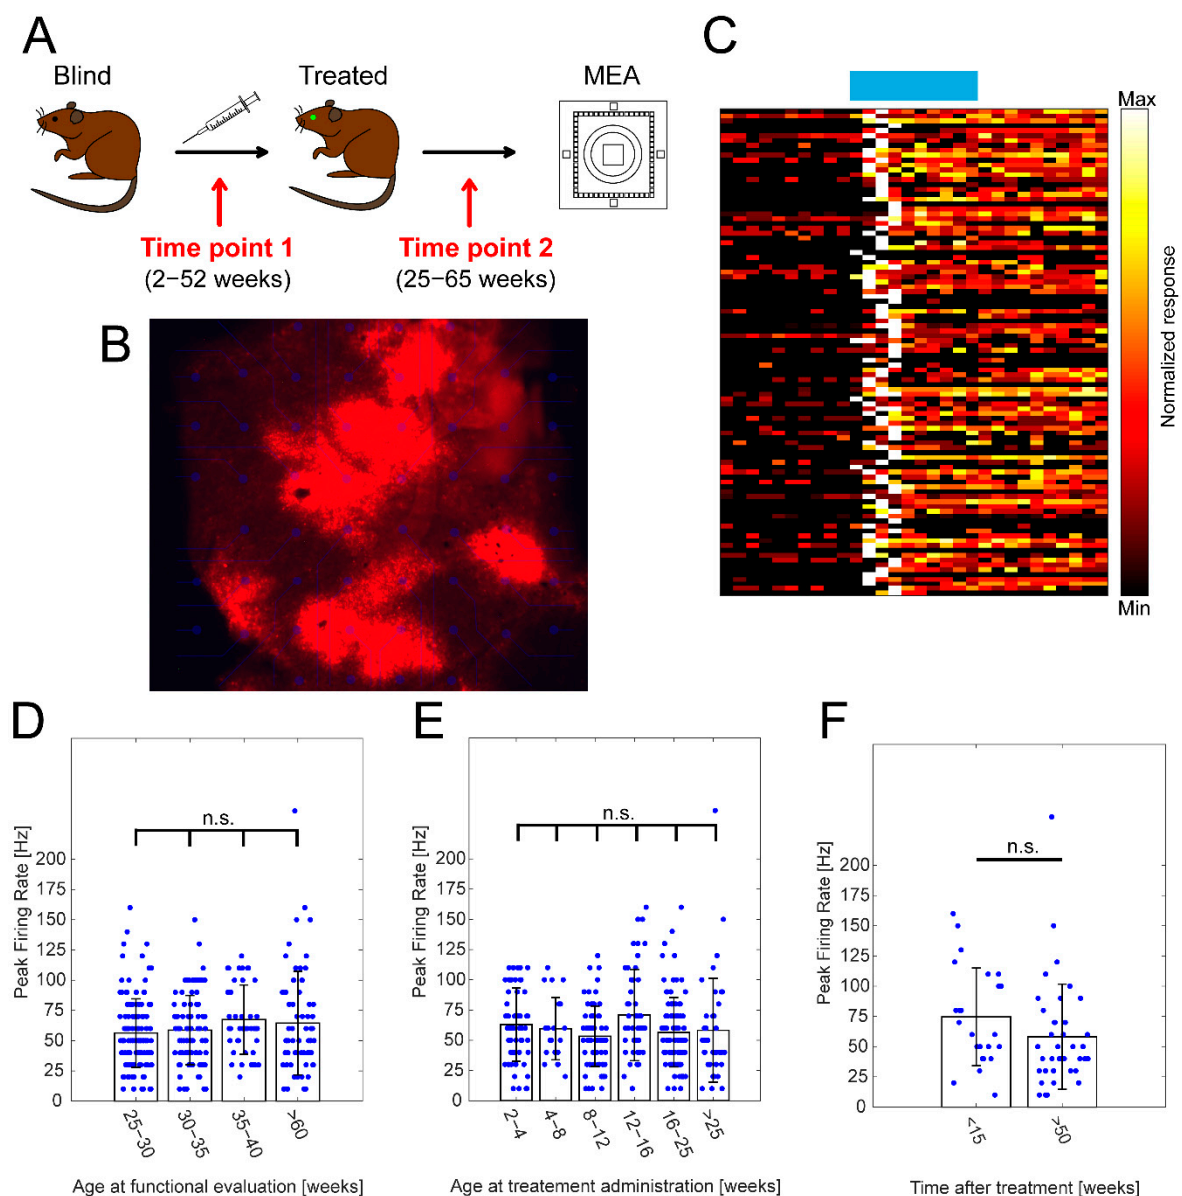 A
Blind
Treated
MEA
Time point 1
(2–52 weeks)
Time point 2
(25–65 weeks)
B
C
Max
Normalized response
Min
D
n.s.
Peak Firing Rate [Hz]
200
175
150
125
100
75
50
25
0
25–30
30–35
35–40
>60
Age at functional evaluation [weeks]
E
n.s.
Peak Firing Rate [Hz]
200
175
150
125
100
75
50
25
0
2–4
4–8
8–12
12–16
16–25
>25
Age at treatement administration [weeks]
F
n.s.
Peak Firing Rate [Hz]
200
175
150
125
100
75
50
25
0
<15
>50
Time after treatment [weeks]